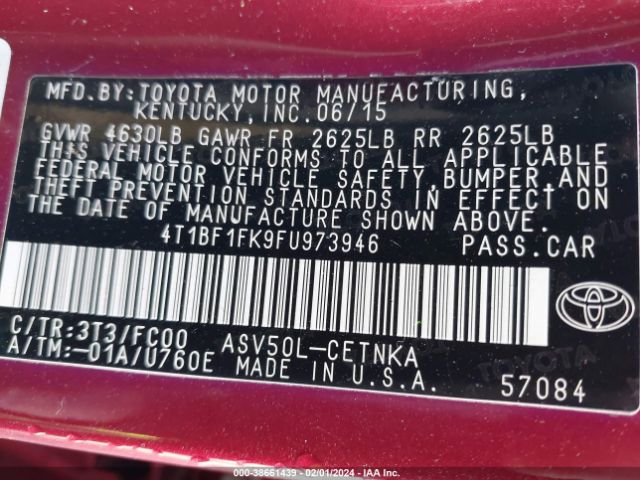 MFD.BY:TOYOTA MOTOR MANUFACTURING,
KENTUCKY,INC.06/15
GVWR 4630LB GAWR FR 2625LB RR 2625LB
THIS VEHICLE CONFORMS TO ALL APPLICABLE
FEDERAL MOTOR VEHICLE SAFETY,BUMPER,AND
THEFT PREVENTION STANDARDS IN EFFECT ON
THE DATE OF MANUFACTURE SHOWN ABOVE.
4T1BF1FK9FU973946 PASS.CAR
C/TR:3T3/FC00 ASV50L-CETNKA
A/TM:-01A/U760E MADE IN U.S.A.
57084
00-38661439 - 02/01/2024 - IAAI.com